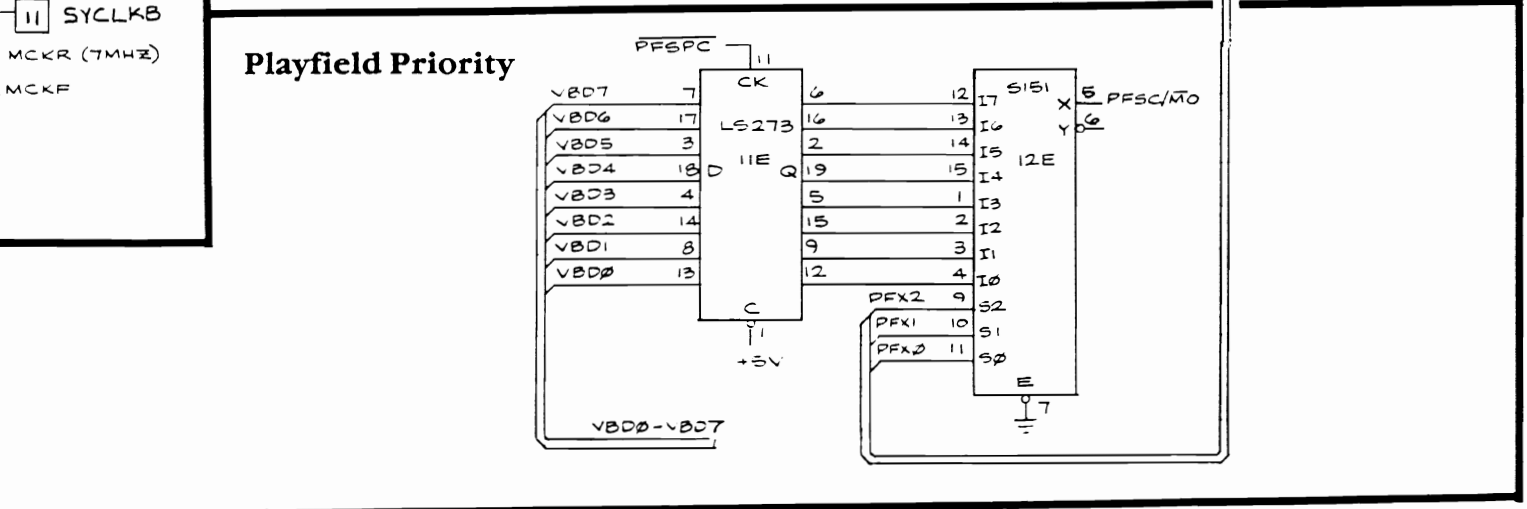 11 SYCLKB
MCKR (7MHZ)
MCKF
Playfield Priority
PFSPC
11
CK
LS273
11E
D
Q
C
1
+5V
VBD7 7
VBD6 17
VBD5 3
VBD4 18
VBD3 4
VBD2 14
VBD1 8
VBDØ 13
VBDØ-VBD7
6 12 I7
16 13 I6
2 14 I5
19 15 I4
5 1 I3
15 2 I2
9 3 I1
12 4 IØ
PFX2 9 S2
PFX1 10 S1
PFXØ 11 SØ
S151
12E
X 5 PFSC/M̅O̅
Y 6
E
7